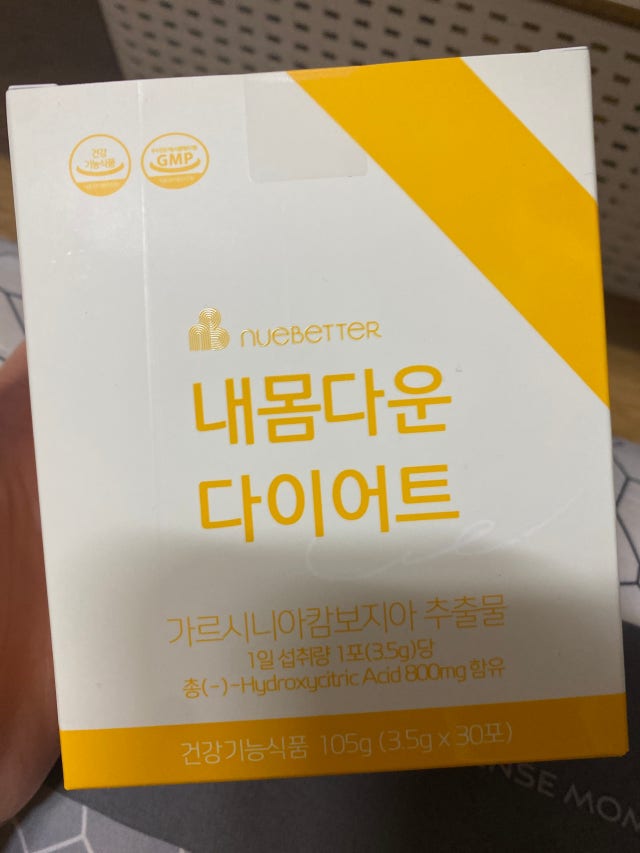 건강
기능식품
GMP
nueBetter
내몸다운
다이어트
가르시니아캄보지아 추출물
1일 섭취량 1포(3.5g)당
총(-)-Hydroxycitric Acid 800mg 함유
건강기능식품 105g (3.5g x 30포)
NSE MOM